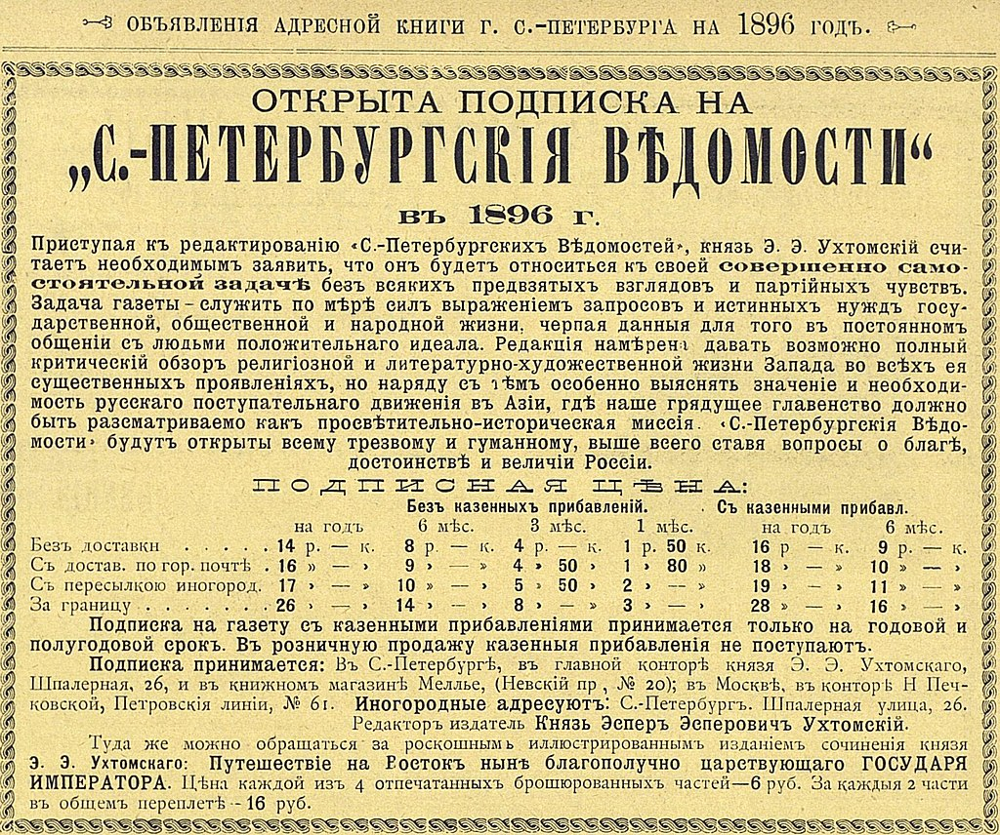 ОБЪЯВЛЕНІЯ АДРЕСНОЙ КНИГИ Г. С.-ПЕТЕРБУРГА НА 1896 ГОДЪ.
ОТКРЫТА ПОДПИСКА НА
„С.-ПЕТЕРБУРГСКІЯ ВѢДОМОСТИ“
въ 1896 г.
Приступая къ редактированію «С.-Петербургскихъ Вѣдомостей», князь Э. Э. Ухтомскій счи-
таетъ необходимымъ заявить, что онъ будетъ относиться къ своей совершенно само-
стоятельной задачѣ безъ всякихъ предвзятыхъ взглядовъ и партійныхъ чувствъ.
Задача газеты – служить по мѣрѣ силъ выраженіемъ запросовъ и истинныхъ нуждъ госу-
дарственной, общественной и народной жизни, черпая данныя для того въ постоянномъ
общеніи съ людьми положительнаго идеала. Редакція намѣрена давать возможно полный
критическій обзоръ религіозной и литературно-художественной жизни Запада во всѣхъ ея
существенныхъ проявленіяхъ, но наряду съ тѣмъ особенно выяснять значеніе и необходи-
мость русскаго поступательнаго движенія въ Азіи, гдѣ наше грядущее главенство должно
быть разсматриваемо какъ просвѣтительно-историческая миссія. «С.-Петербургскія Вѣдо-
мости» будутъ открыты всему трезвому и гуманному, выше всего ставя вопросы о благѣ,
достоинствѣ и величіи Россіи.
ПОДПИСНАЯ ЦѢНА:
Безъ казенныхъ прибавленій. Съ казенными прибавл.
на годъ 6 мѣс. 3 мѣс. 1 мѣс. на годъ 6 мѣс.
Безъ доставки . . . . . 14 р. — к. 8 р. — к. 4 р. — к. 1 р. 50 к. 16 р — к. 9 р. — к.
Съ достав. по гор. почтѣ . 16 » — » 9 » — » 4 » 50 » 1 » 80 » 18 » — » 10 » — »
Съ пересылкою иногород. 17 » — » 10 » — » 5 » 50 » 2 » — » 19 » — » 11 » — »
За границу . . . . . . . 26 » — » 14 » — » 8 » — » 3 » — » 28 » — » 16 » — »
Подписка на газету съ казенными прибавленіями принимается только на годовой и
полугодовой срокъ. Въ розничную продажу казенныя прибавленія не поступаютъ.
Подписка принимается: Въ С.-Петербургѣ, въ главной конторѣ князя Э. Э. Ухтомскаго,
Шпалерная, 26, и въ книжномъ магазинѣ Меллье, (Невскій пр, № 20); въ Москвѣ, въ конторѣ Н Печ-
ковской, Петровскія линіи, № 61. Иногородные адресуютъ: С.-Петербургъ. Шпалерная улица, 26.
Редакторъ издатель Князь Эсперъ Эсперовичъ Ухтомскій.
Туда же можно обращаться за роскошнымъ иллюстрированнымъ изданіемъ сочиненія князя
Э. Э. Ухтомскаго: Путешествіе на Востокъ нынѣ благополучно царствующаго ГОСУДАРЯ
ИМПЕРАТОРА. Цѣна каждой изъ 4 отпечатанныхъ брошюрованныхъ частей—6 руб. За каждыя 2 части
въ общемъ переплетѣ - 16 руб.